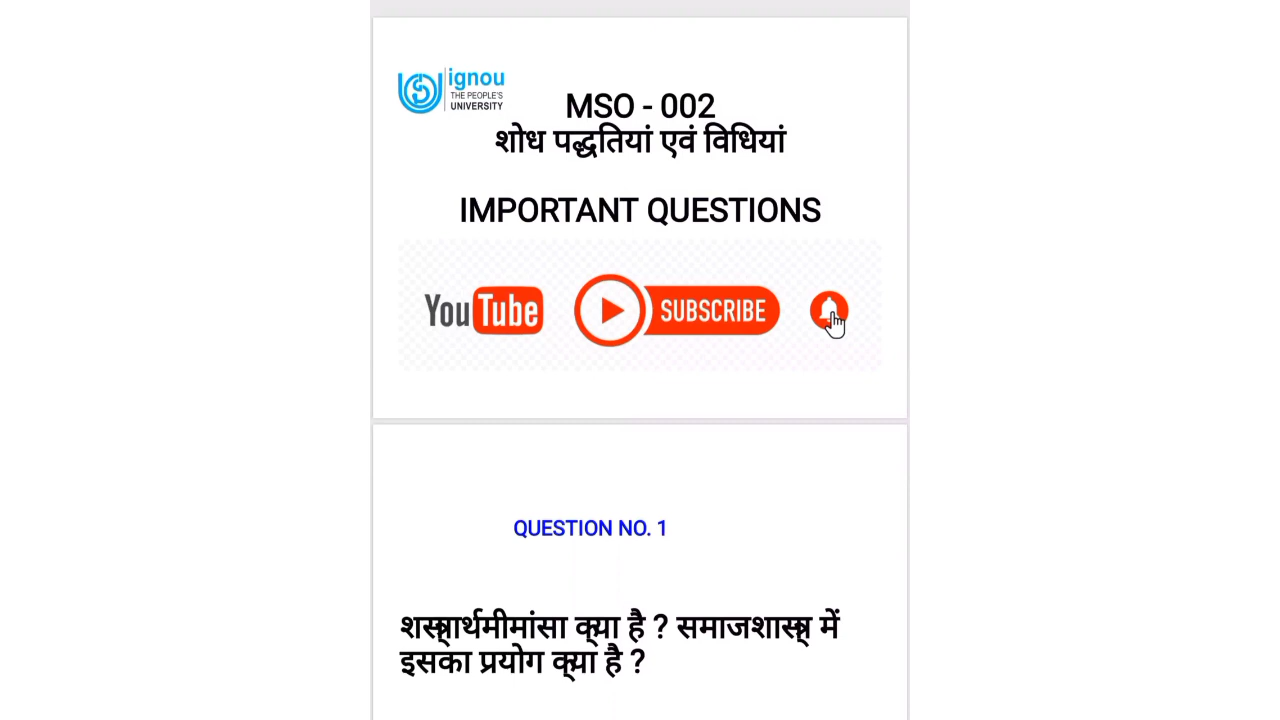 ignou
THE PEOPLE'S
UNIVERSITY
MSO - 002
शोध पद्धतियां एवं विधियां
IMPORTANT QUESTIONS
YouTube SUBSCRIBE
QUESTION NO. 1
शस्त्रार्थमीमांसा क्या है ? समाजशास्त्र में
इसका प्रयोग क्या है ?